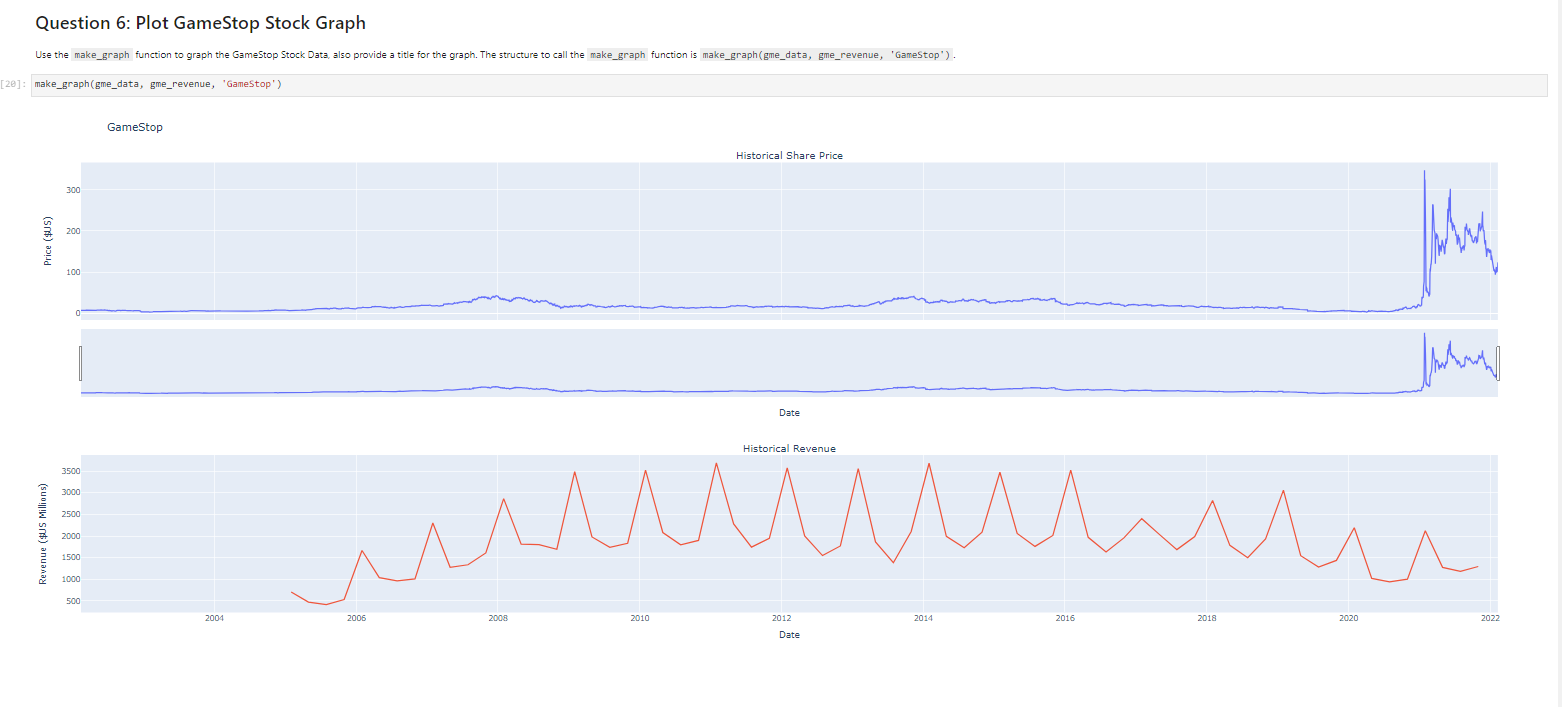 Question 6: Plot GameStop Stock Graph
Use the make_graph function to graph the GameStop Stock Data, also provide a title for the graph. The structure to call the make_graph function is make_graph(gme_data, gme_revenue, 'GameStop') .
[20]: make_graph(gme_data, gme_revenue, 'GameStop')
GameStop
Historical Share Price
300
200
100
0
Price ($US)
Date
Historical Revenue
3500
3000
2500
2000
1500
1000
500
Revenue ($US Millions)
2004 2006 2008 2010 2012 2014 2016 2018 2020 2022
Date